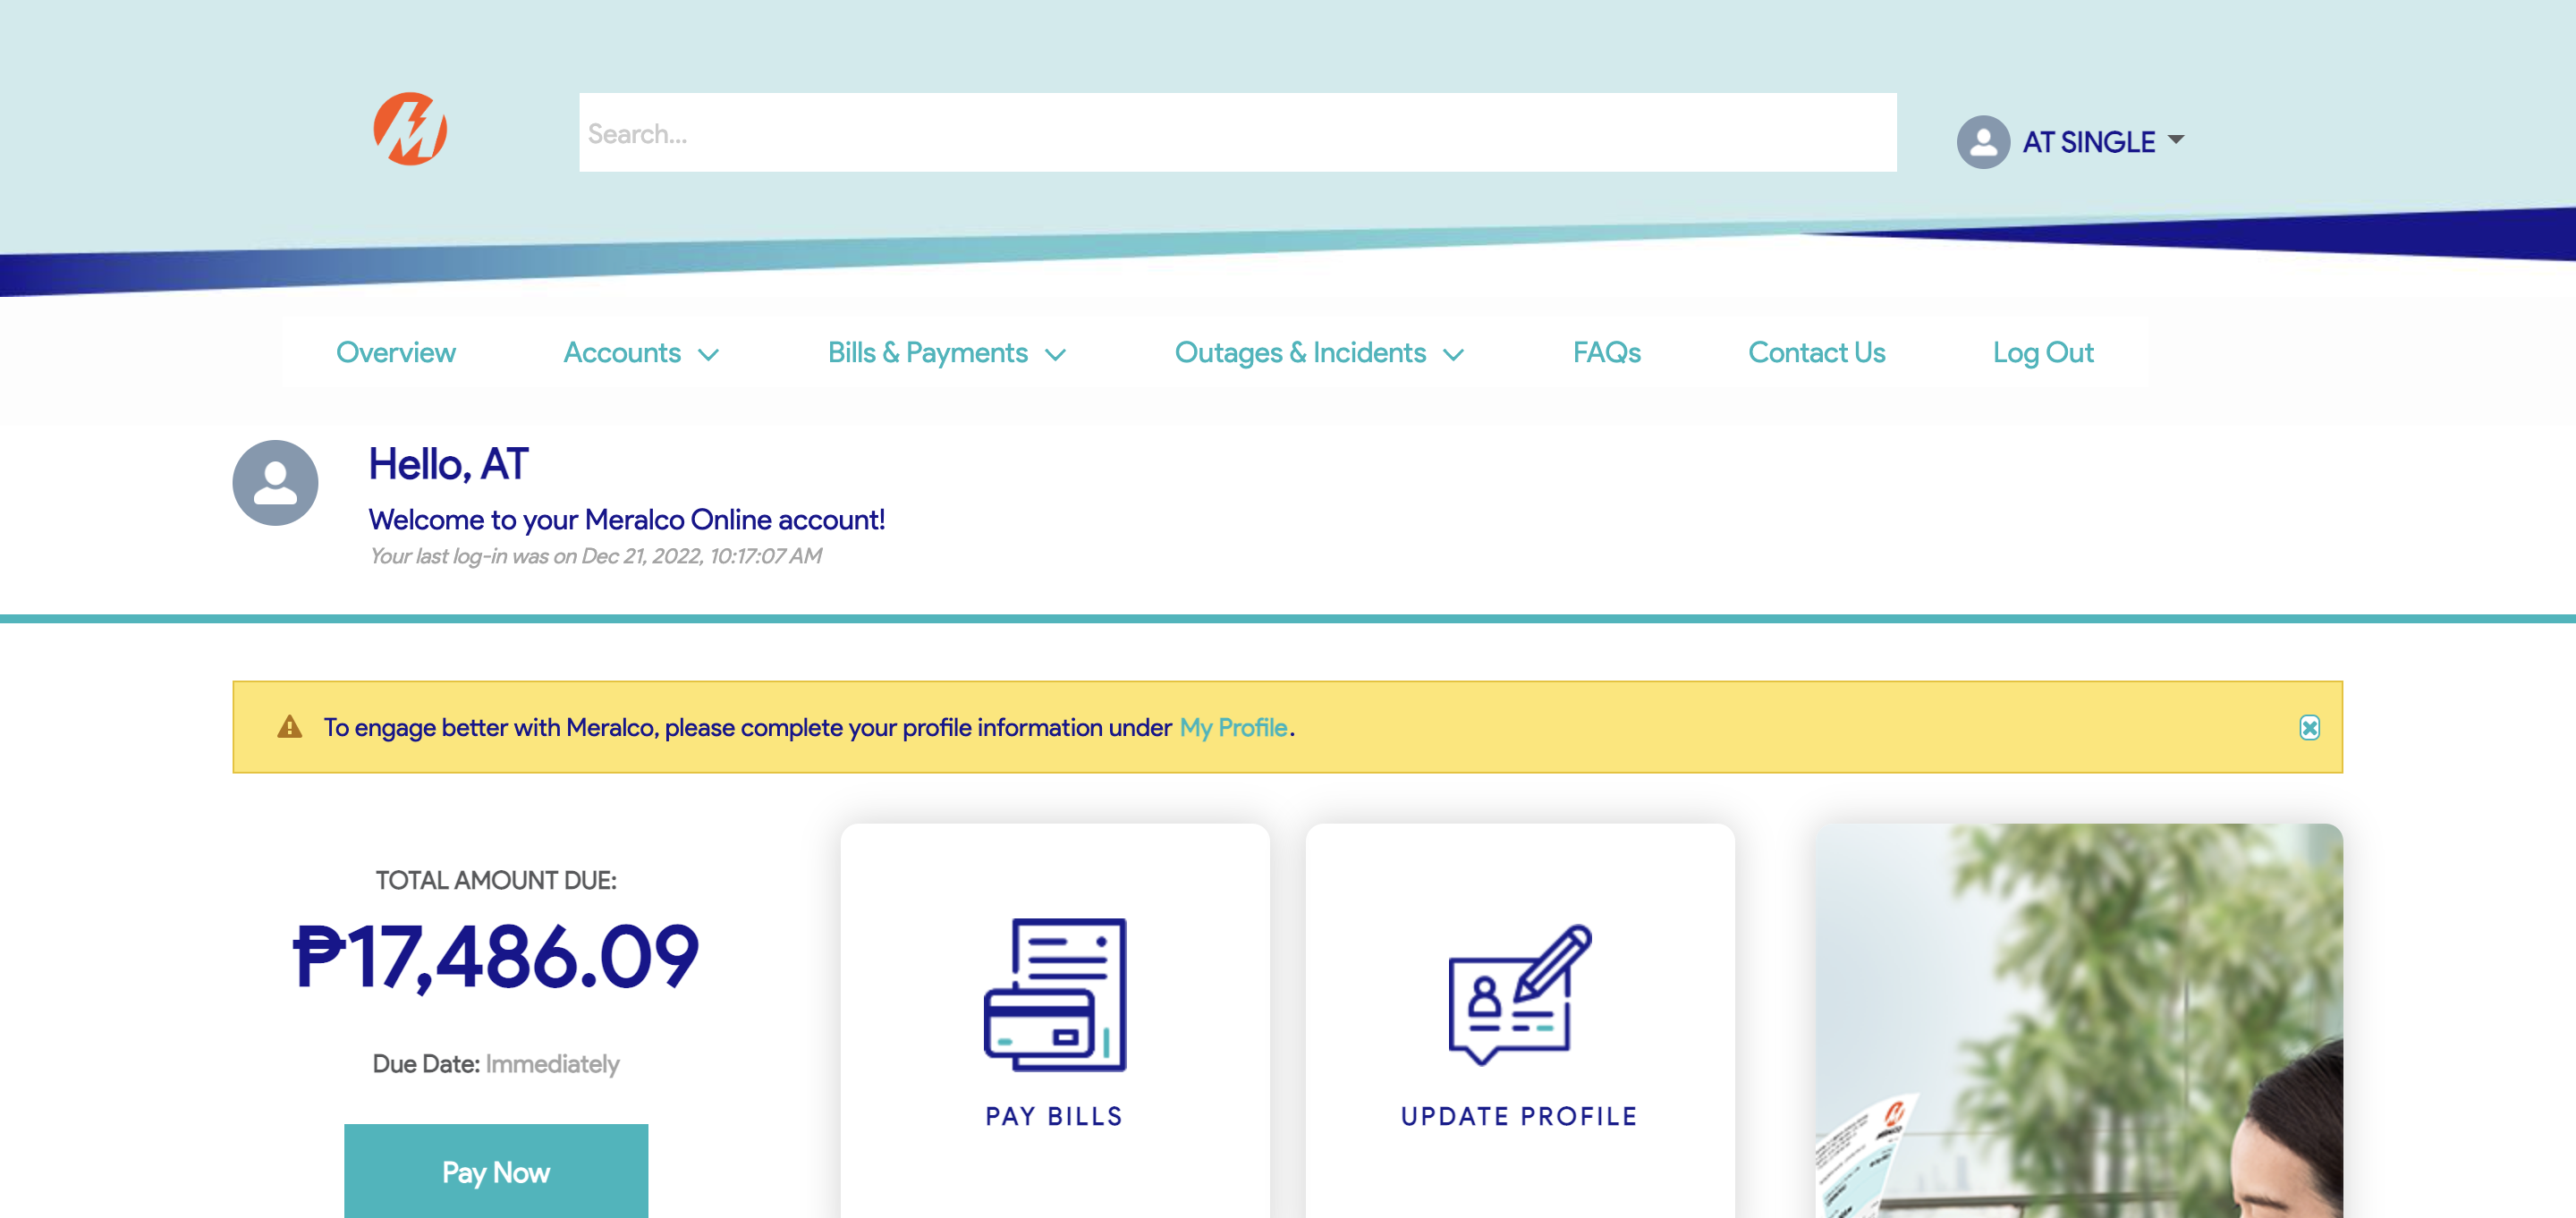 Search...
AT SINGLE
Overview
Accounts
Bills & Payments
Outages & Incidents
FAQs
Contact Us
Log Out
Hello, AT
Welcome to your Meralco Online account!
Your last log-in was on Dec 21, 2022, 10:17:07 AM
To engage better with Meralco, please complete your profile information under My Profile.
TOTAL AMOUNT DUE:
₱17,486.09
Due Date: Immediately
Pay Now
PAY BILLS
UPDATE PROFILE
MERALCO